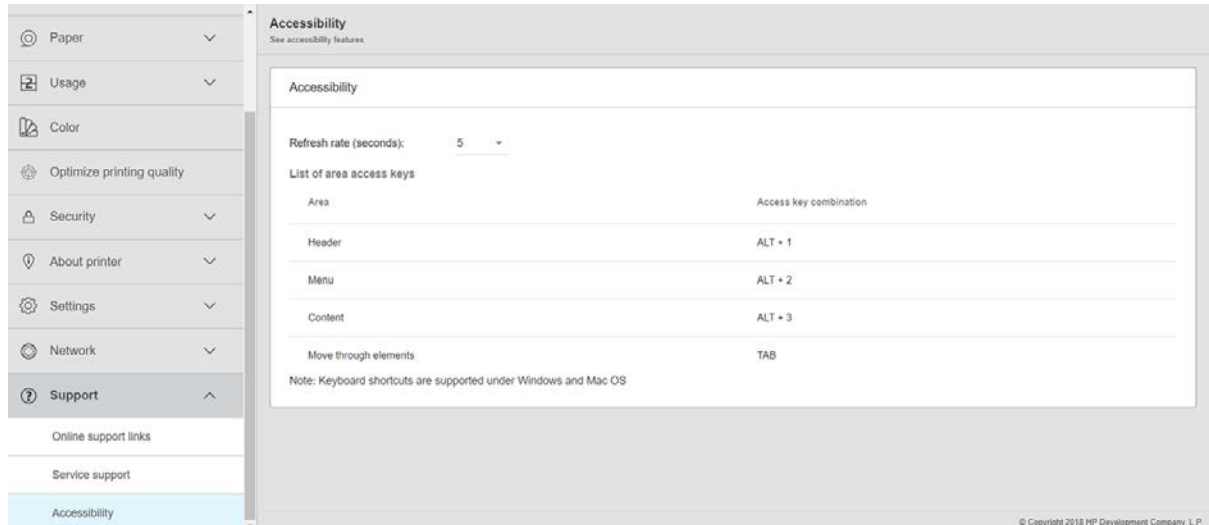 Paper
Usage
Color
Optimize printing quality
Security
About printer
Settings
Network
Support
Online support links
Service support
Accessibility
Accessibility
See accessibility features
Accessibility
Refresh rate (seconds): 5
List of area access keys
Area Access key combination
Header ALT + 1
Menu ALT + 2
Content ALT + 3
Move through elements TAB
Note: Keyboard shortcuts are supported under Windows and Mac OS
© Copyright 2018 HP Development Company, L.P.